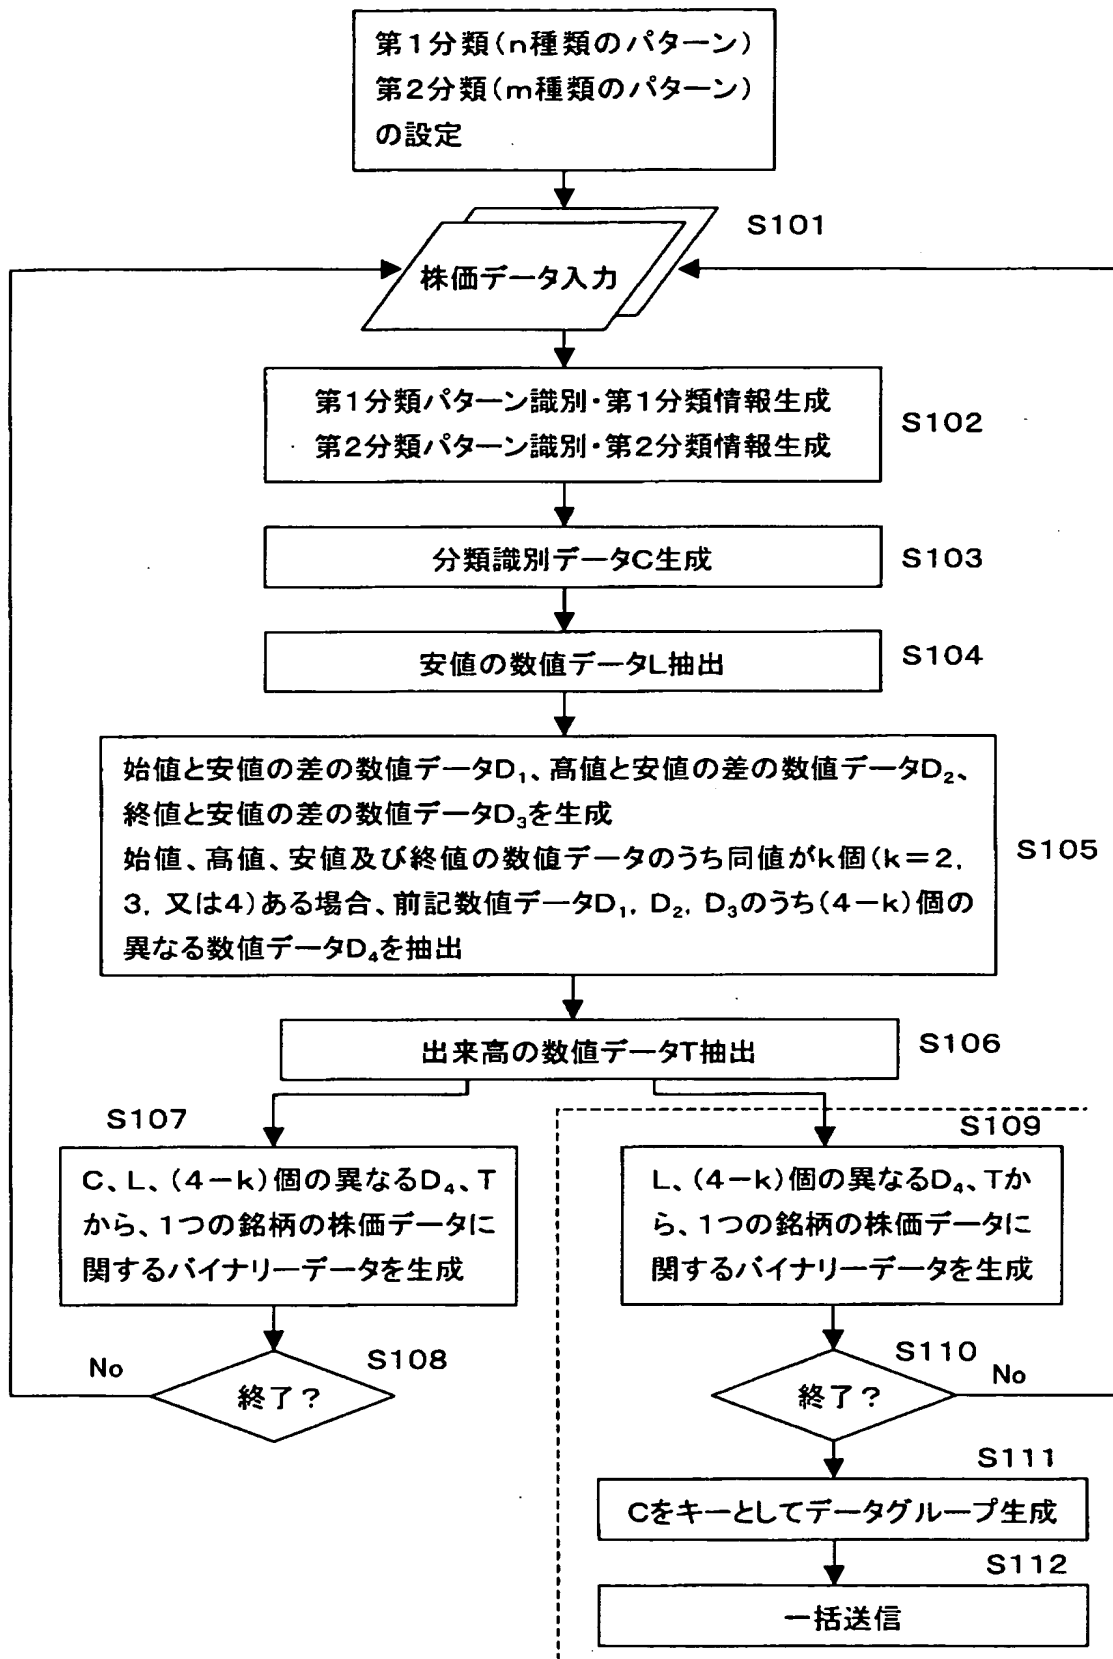 第1分類(n種類のパターン)
第2分類(m種類のパターン)
の設定
S101
株価データ入力
第1分類パターン識別・第1分類情報生成
第2分類パターン識別・第2分類情報生成
S102
分類識別データC生成
S103
安値の数値データL抽出
S104
始値と安値の差の数値データD₁、高値と安値の差の数値データD₂、
終値と安値の差の数値データD₃を生成
始値、高値、安値及び終値の数値データのうち同値がk個(k=2,
3, 又は4)ある場合、前記数値データD₁, D₂, D₃のうち(4-k)個の
異なる数値データD₄を抽出
S105
出来高の数値データT抽出
S106
S107
C、L、(4-k)個の異なるD₄、T
から、1つの銘柄の株価データに
関するバイナリーデータを生成
S109
L、(4-k)個の異なるD₄、Tか
ら、1つの銘柄の株価データに
関するバイナリーデータを生成
No
S108
終了?
S110
No
終了?
S111
Cをキーとしてデータグループ生成
S112
一括送信